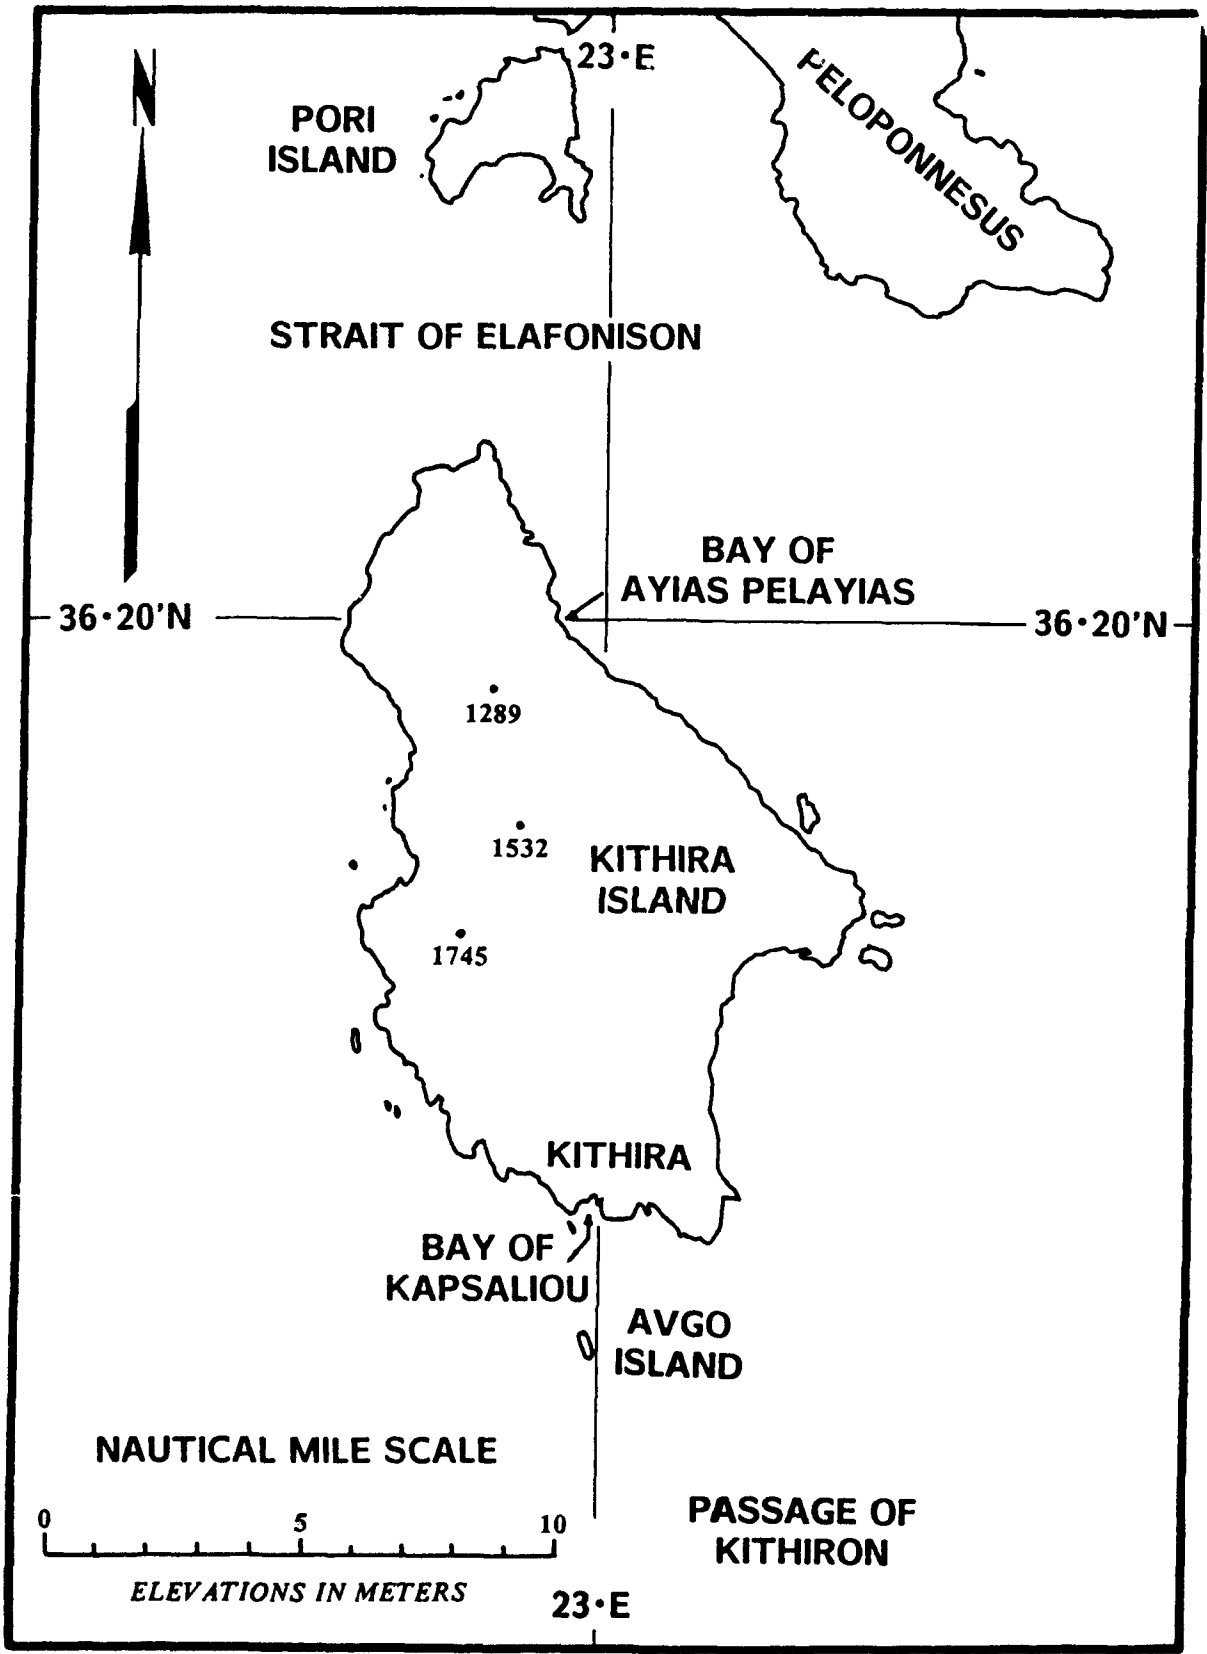 N
23•E
PORI
ISLAND
PELOPONNESUS
STRAIT OF ELAFONISON
BAY OF
AYIAS PELAYIAS
36•20'N
36•20'N
1289
1532
KITHIRA
ISLAND
1745
KITHIRA
BAY OF
KAPSALIOU
AVGO
ISLAND
NAUTICAL MILE SCALE
0 5 10
PASSAGE OF
KITHIRON
ELEVATIONS IN METERS
23•E